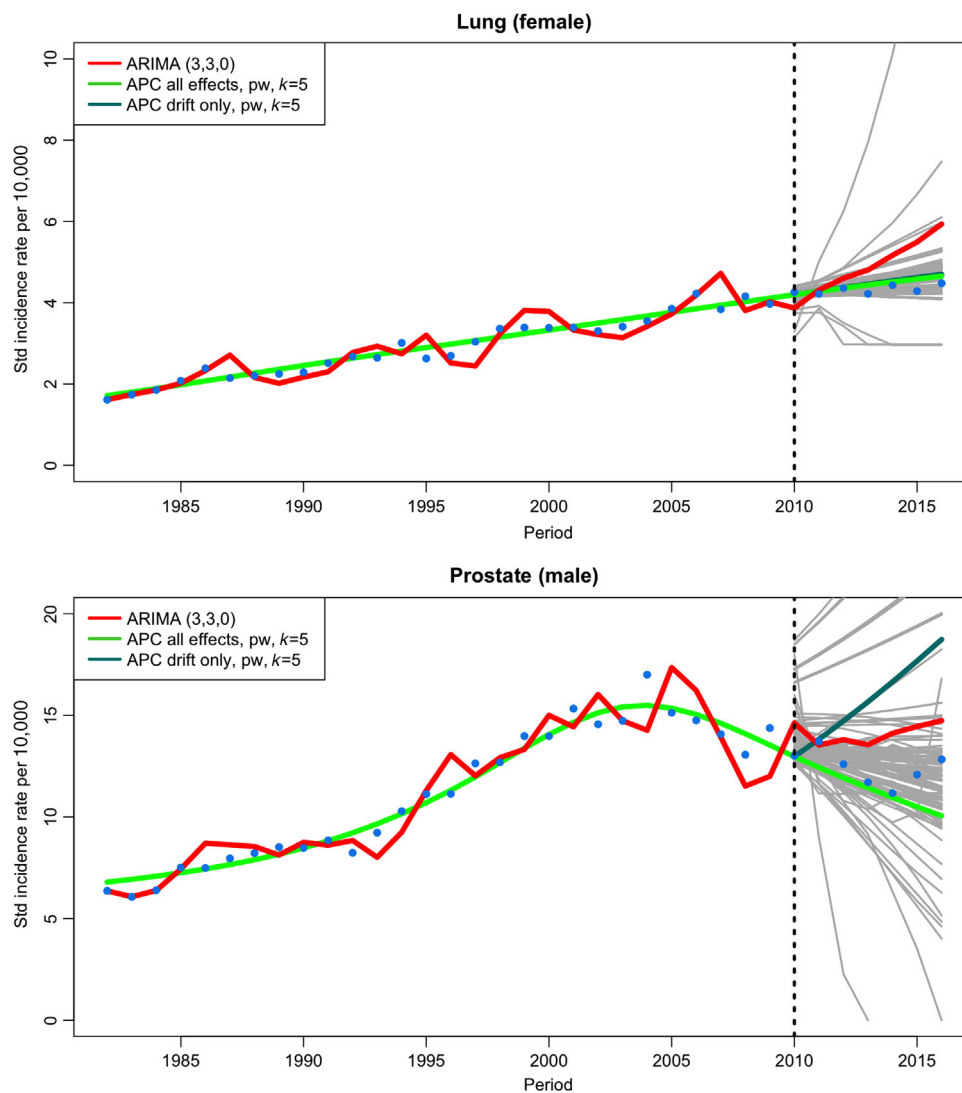 Lung (female)
ARIMA (3,3,0)
APC all effects, pw, k=5
APC drift only, pw, k=5
Std incidence rate per 10,000
10
8
6
4
2
0
1985 1990 1995 2000 2005 2010 2015
Period
Prostate (male)
ARIMA (3,3,0)
APC all effects, pw, k=5
APC drift only, pw, k=5
Std incidence rate per 10,000
20
15
10
5
0
1985 1990 1995 2000 2005 2010 2015
Period